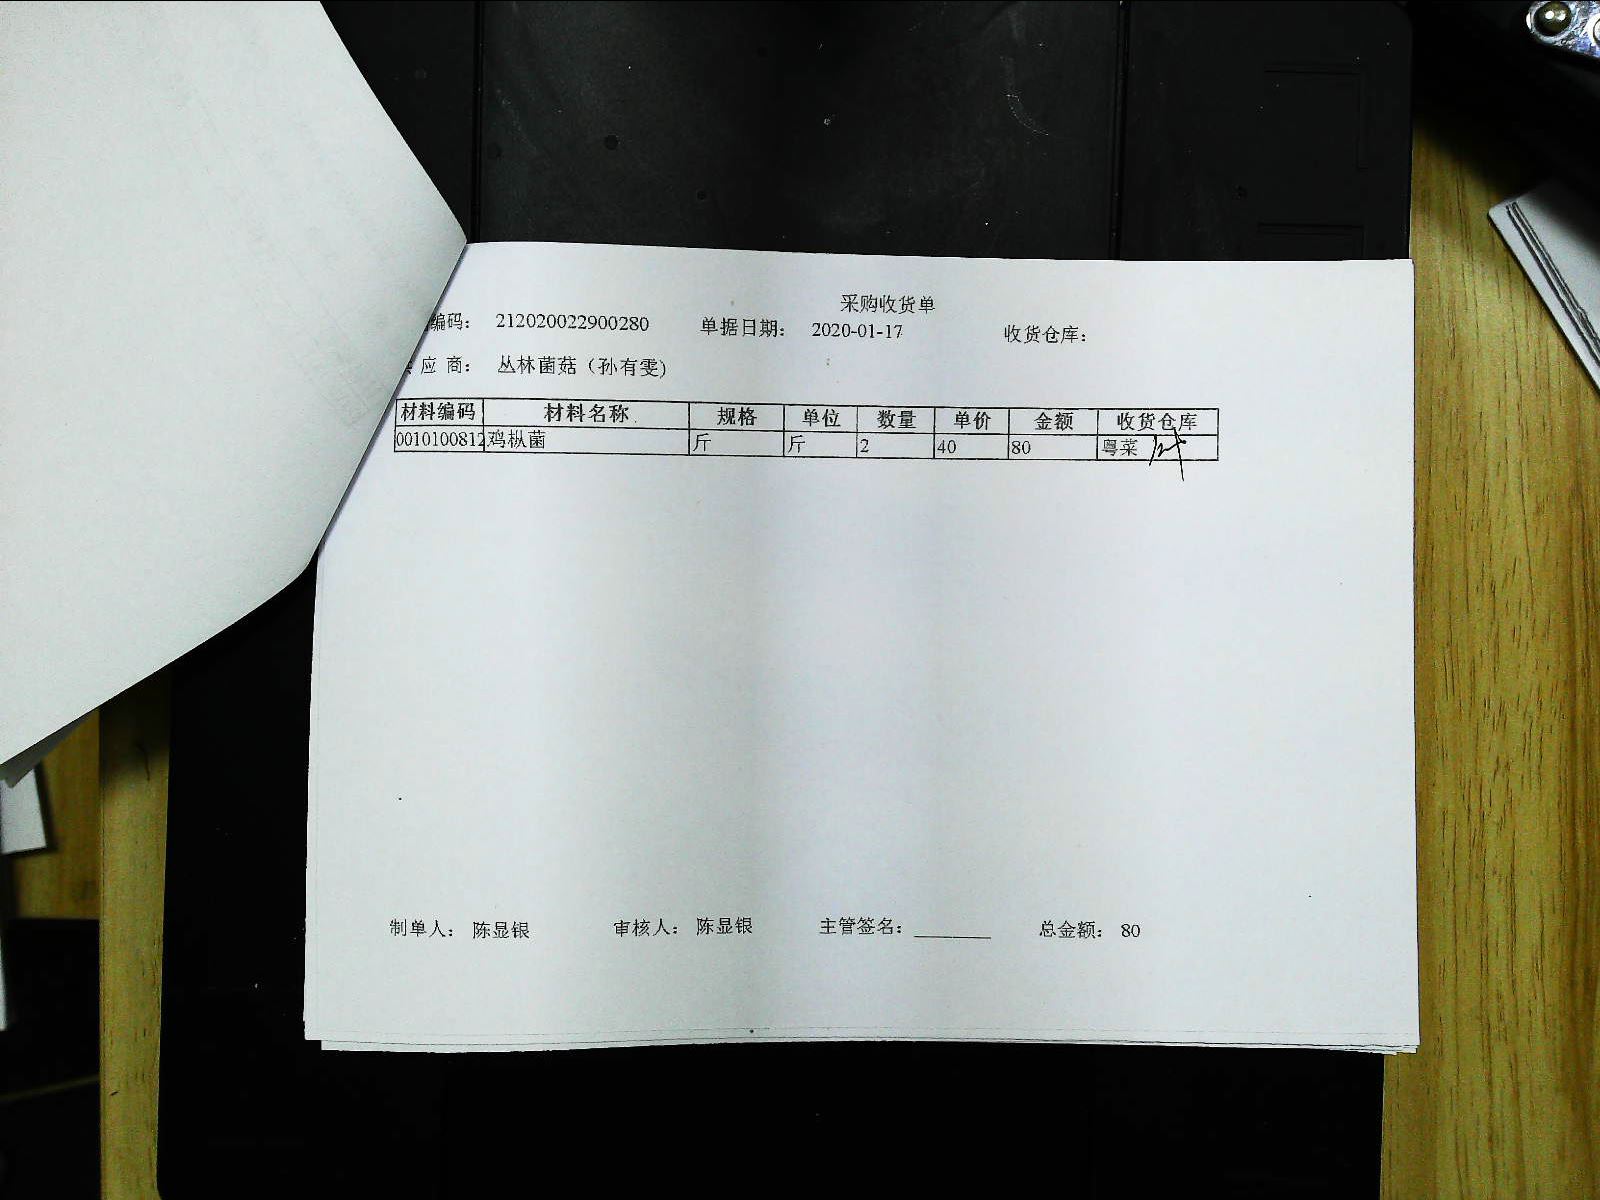 采购收货单
编码： 212020022900280 单据日期： 2020-01-17 收货仓库：
应 商： 丛林菌菇（孙有雯)
材料编码 材料名称 规格 单位 数量 单价 金额 收货仓库
0010100812 鸡枞菌 斤 斤 2 40 80 粤菜
制单人： 陈显银 审核人： 陈显银 主管签名： 总金额： 80